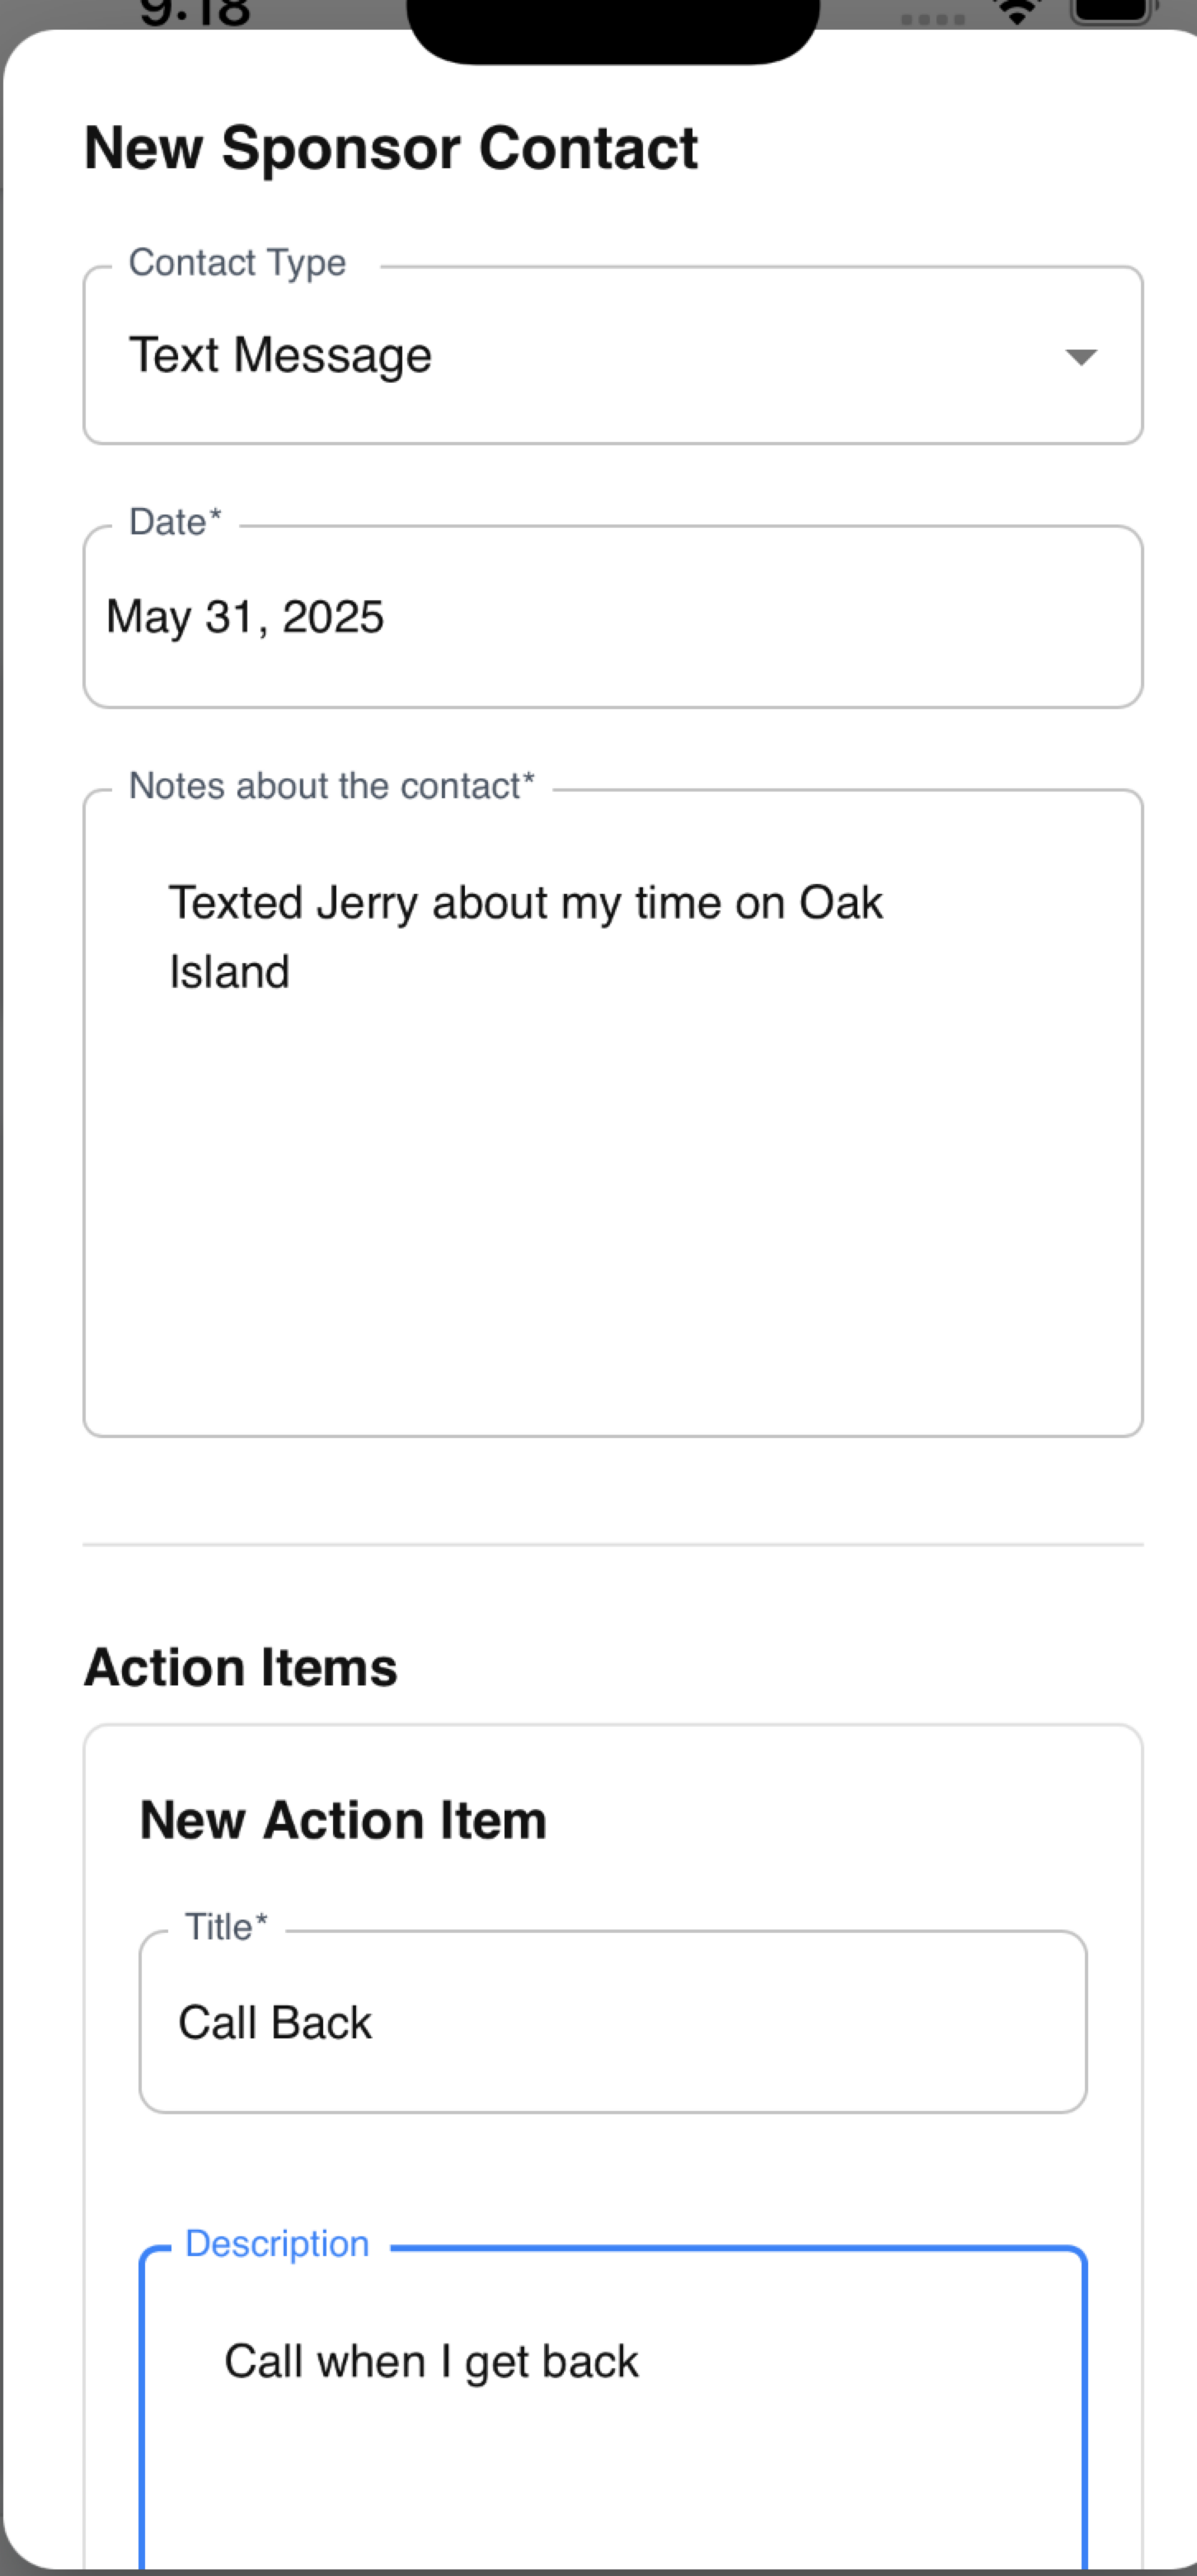 9:18
New Sponsor Contact
Contact Type
Text Message
Date*
May 31, 2025
Notes about the contact*
Texted Jerry about my time on Oak
Island
Action Items
New Action Item
Title*
Call Back
Description
Call when I get back